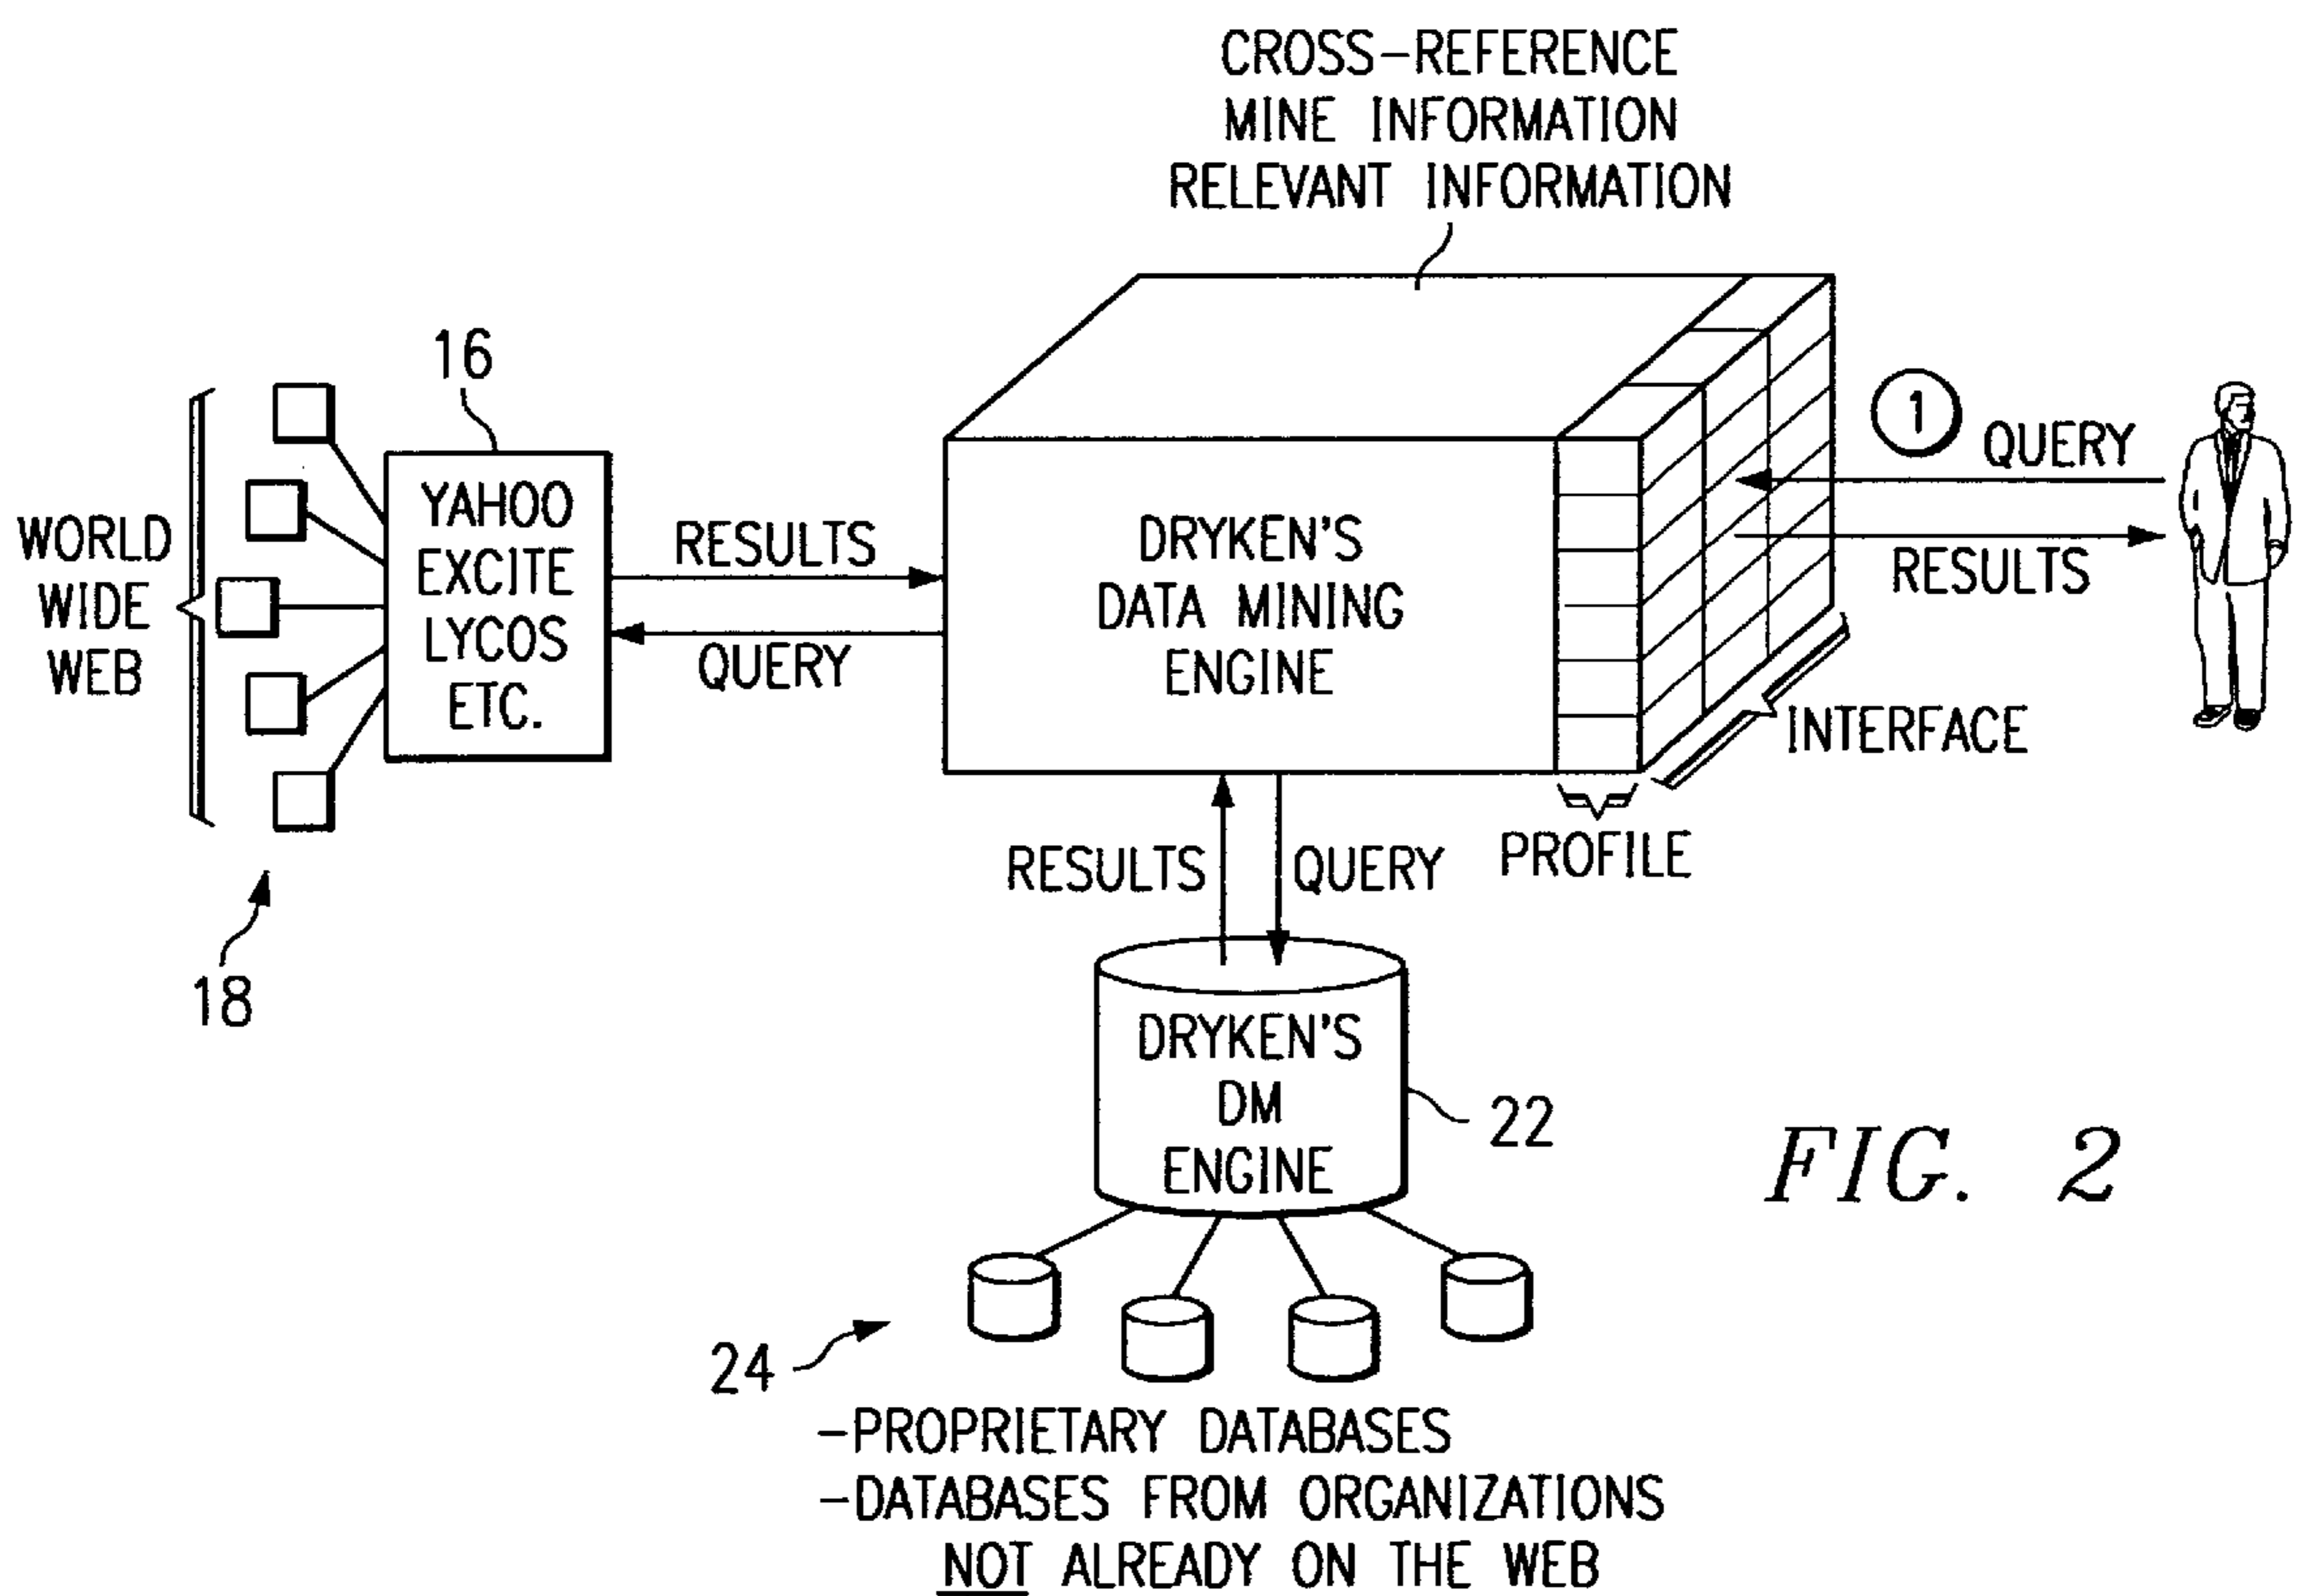 CROSS-REFERENCE
MINE INFORMATION
RELEVANT INFORMATION
16
1
QUERY
RESULTS
WORLD
WIDE
WEB
YAHOO
EXCITE
LYCOS
ETC.
RESULTS
QUERY
DRYKEN'S
DATA MINING
ENGINE
INTERFACE
PROFILE
RESULTS
QUERY
18
DRYKEN'S
DM
ENGINE
22
FIG. 2
24
-PROPRIETARY DATABASES
-DATABASES FROM ORGANIZATIONS
NOT ALREADY ON THE WEB